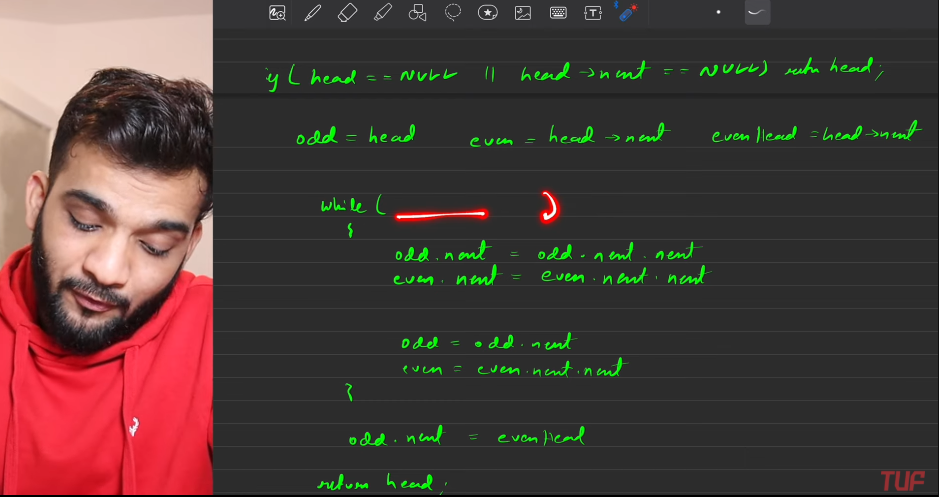 if ( head == NULL || head → next == NULL) return head;
odd = head even = head → next evenHead = head → next
while ( )
{
odd.next = odd.next.next
even.next = even.next.next
odd = odd.next
even = even.next.next
}
odd.next = evenHead
return head;
TUF